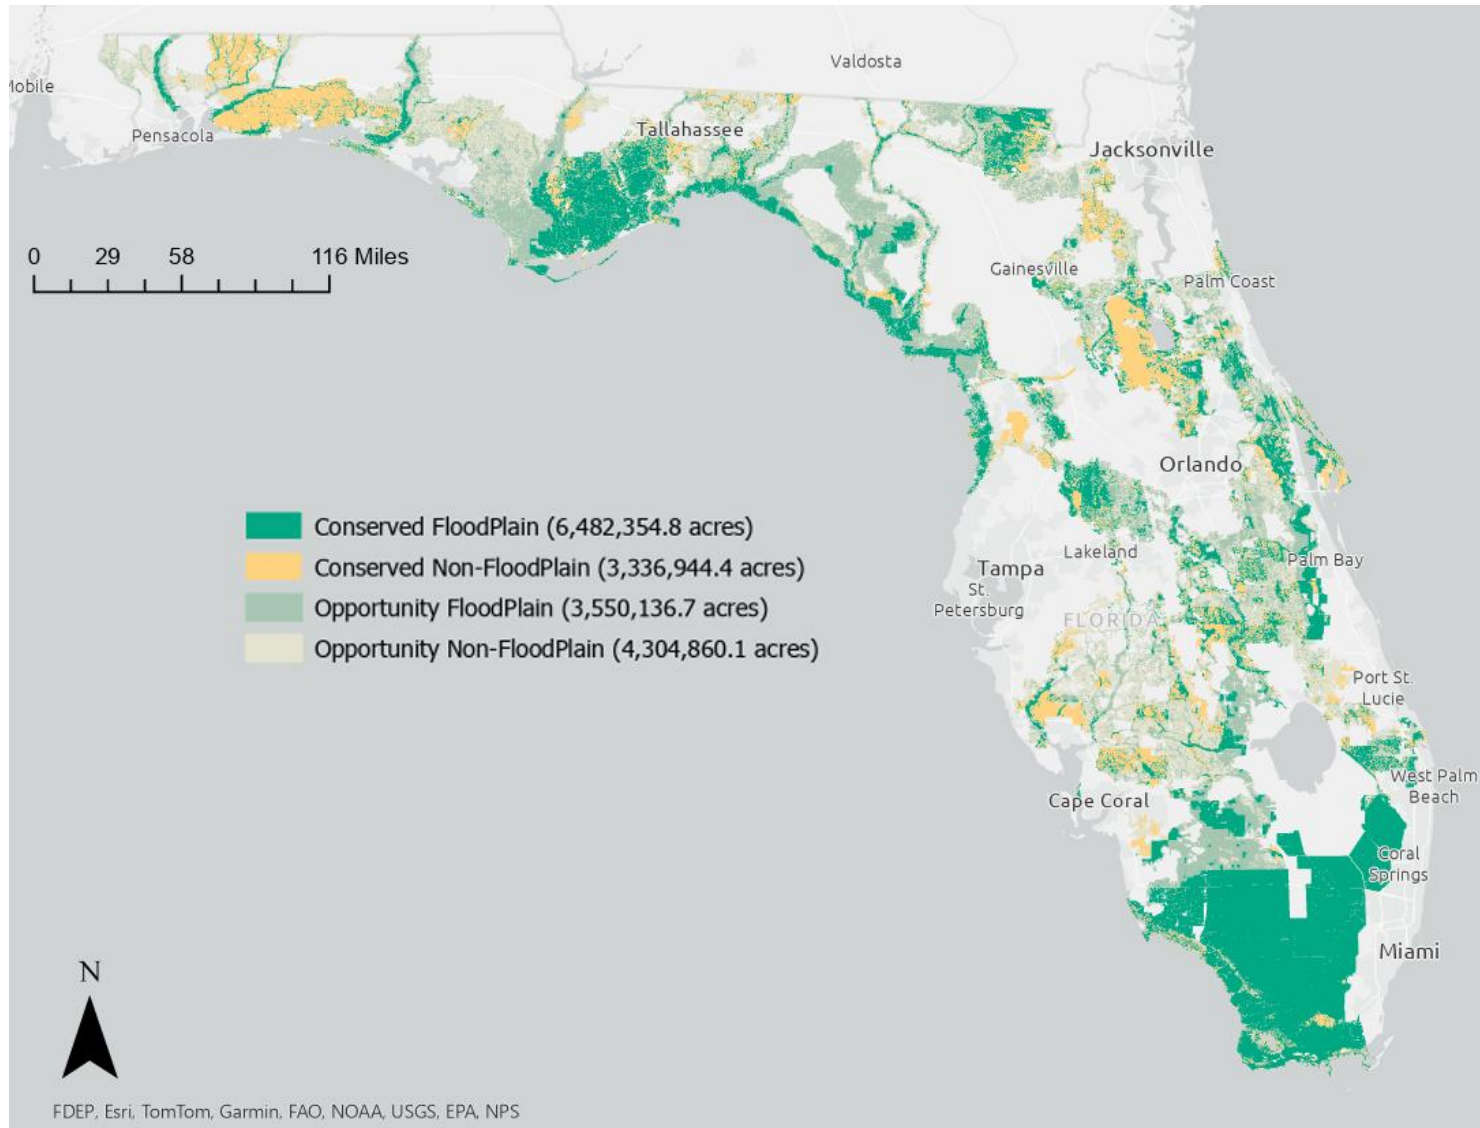 Valdosta
Pensacola
Tallahassee
Jacksonville
0 29 58 116 Miles
Gainesville
Palm Coast
Orlando
Conserved FloodPlain (6,482,354.8 acres)
Conserved Non-FloodPlain (3,336,944.4 acres)
Opportunity FloodPlain (3,550,136.7 acres)
Opportunity Non-FloodPlain (4,304,860.1 acres)
Lakeland
Palm Bay
Tampa
St.
Petersburg
FLORIDA
Port St.
Lucie
West Palm
Beach
Cape Coral
Coral
Springs
Miami
N
FDEP, Esri, TomTom, Garmin, FAO, NOAA, USGS, EPA, NPS